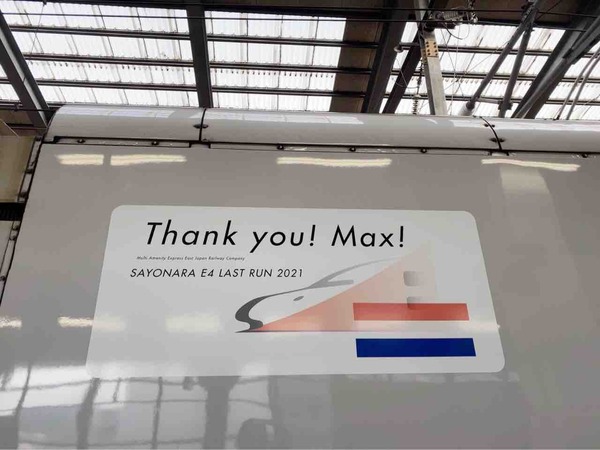 Thank you! Max!
Multi Amenity Express East Japan Railway Company
SAYONARA E4 LAST RUN 2021